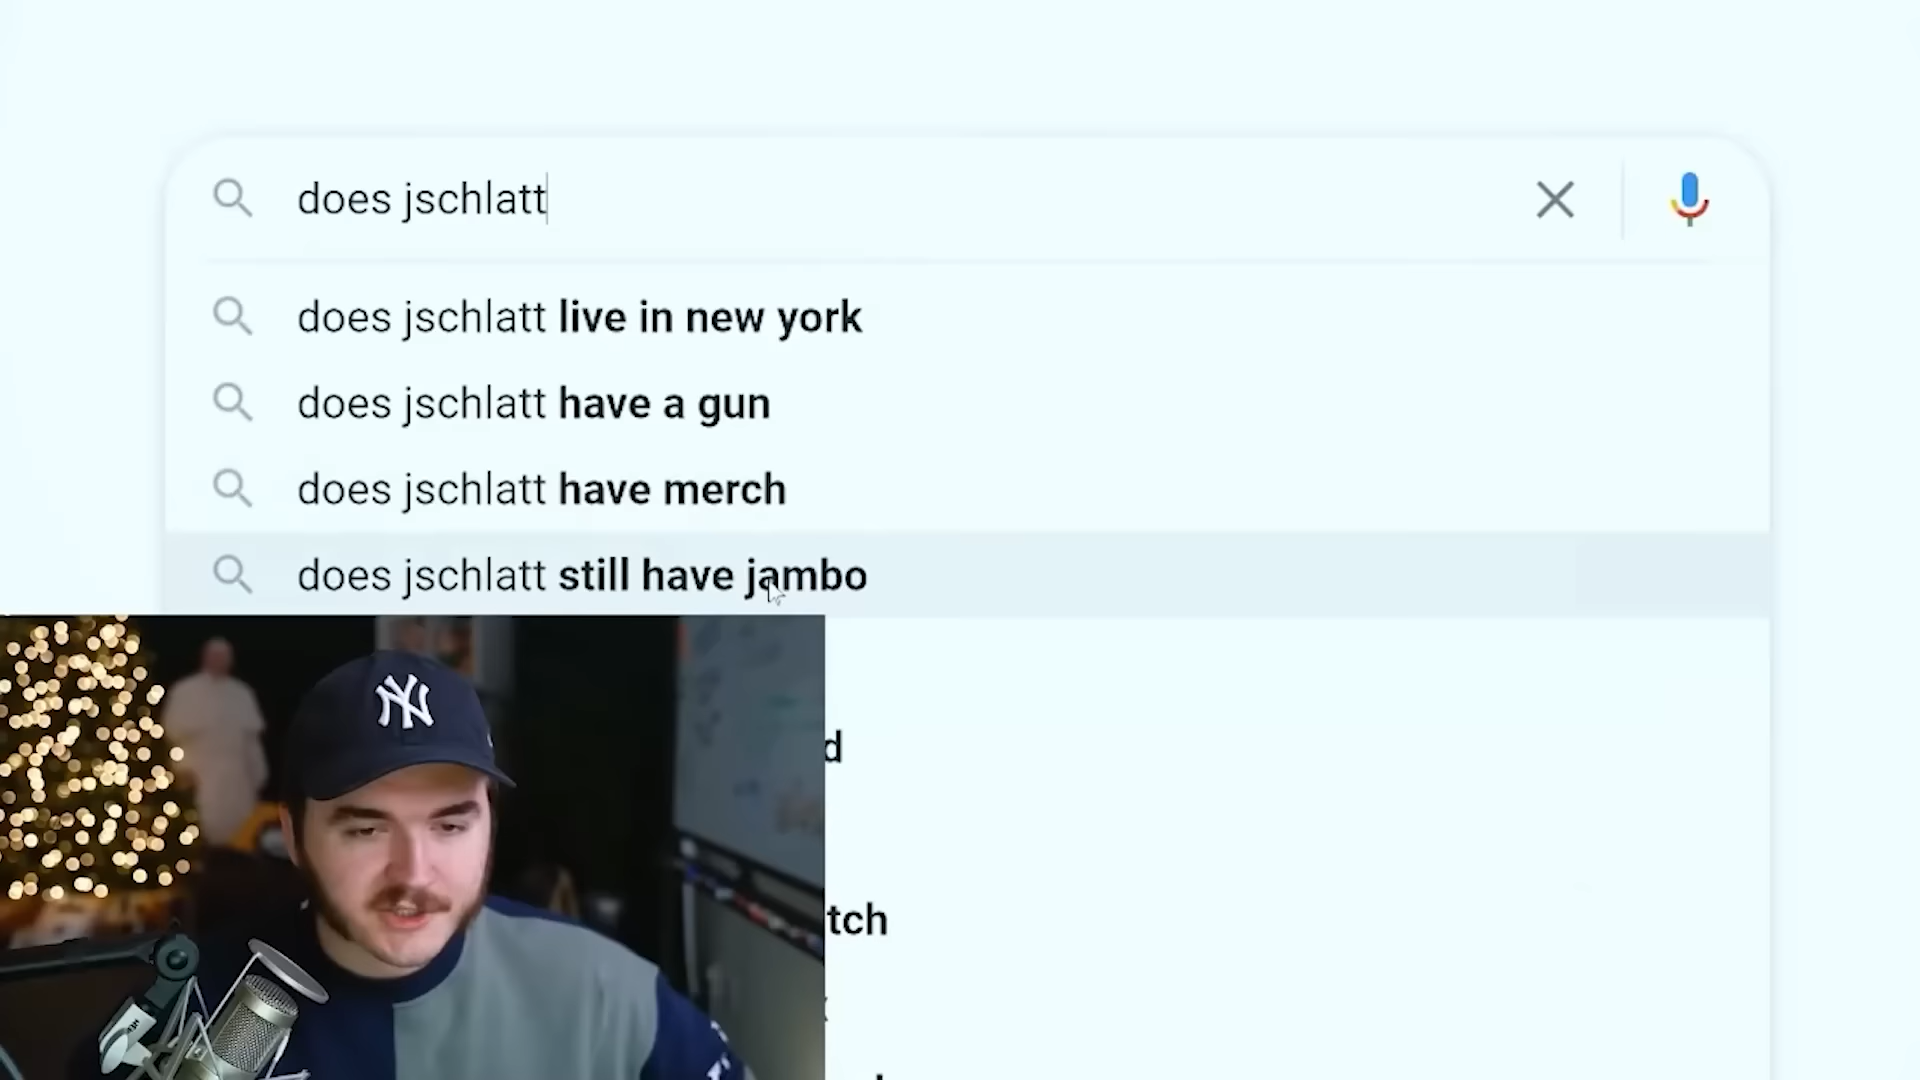 does jschlatt
does jschlatt live in new york
does jschlatt have a gun
does jschlatt have merch
does jschlatt still have jambo
NY
d
tch